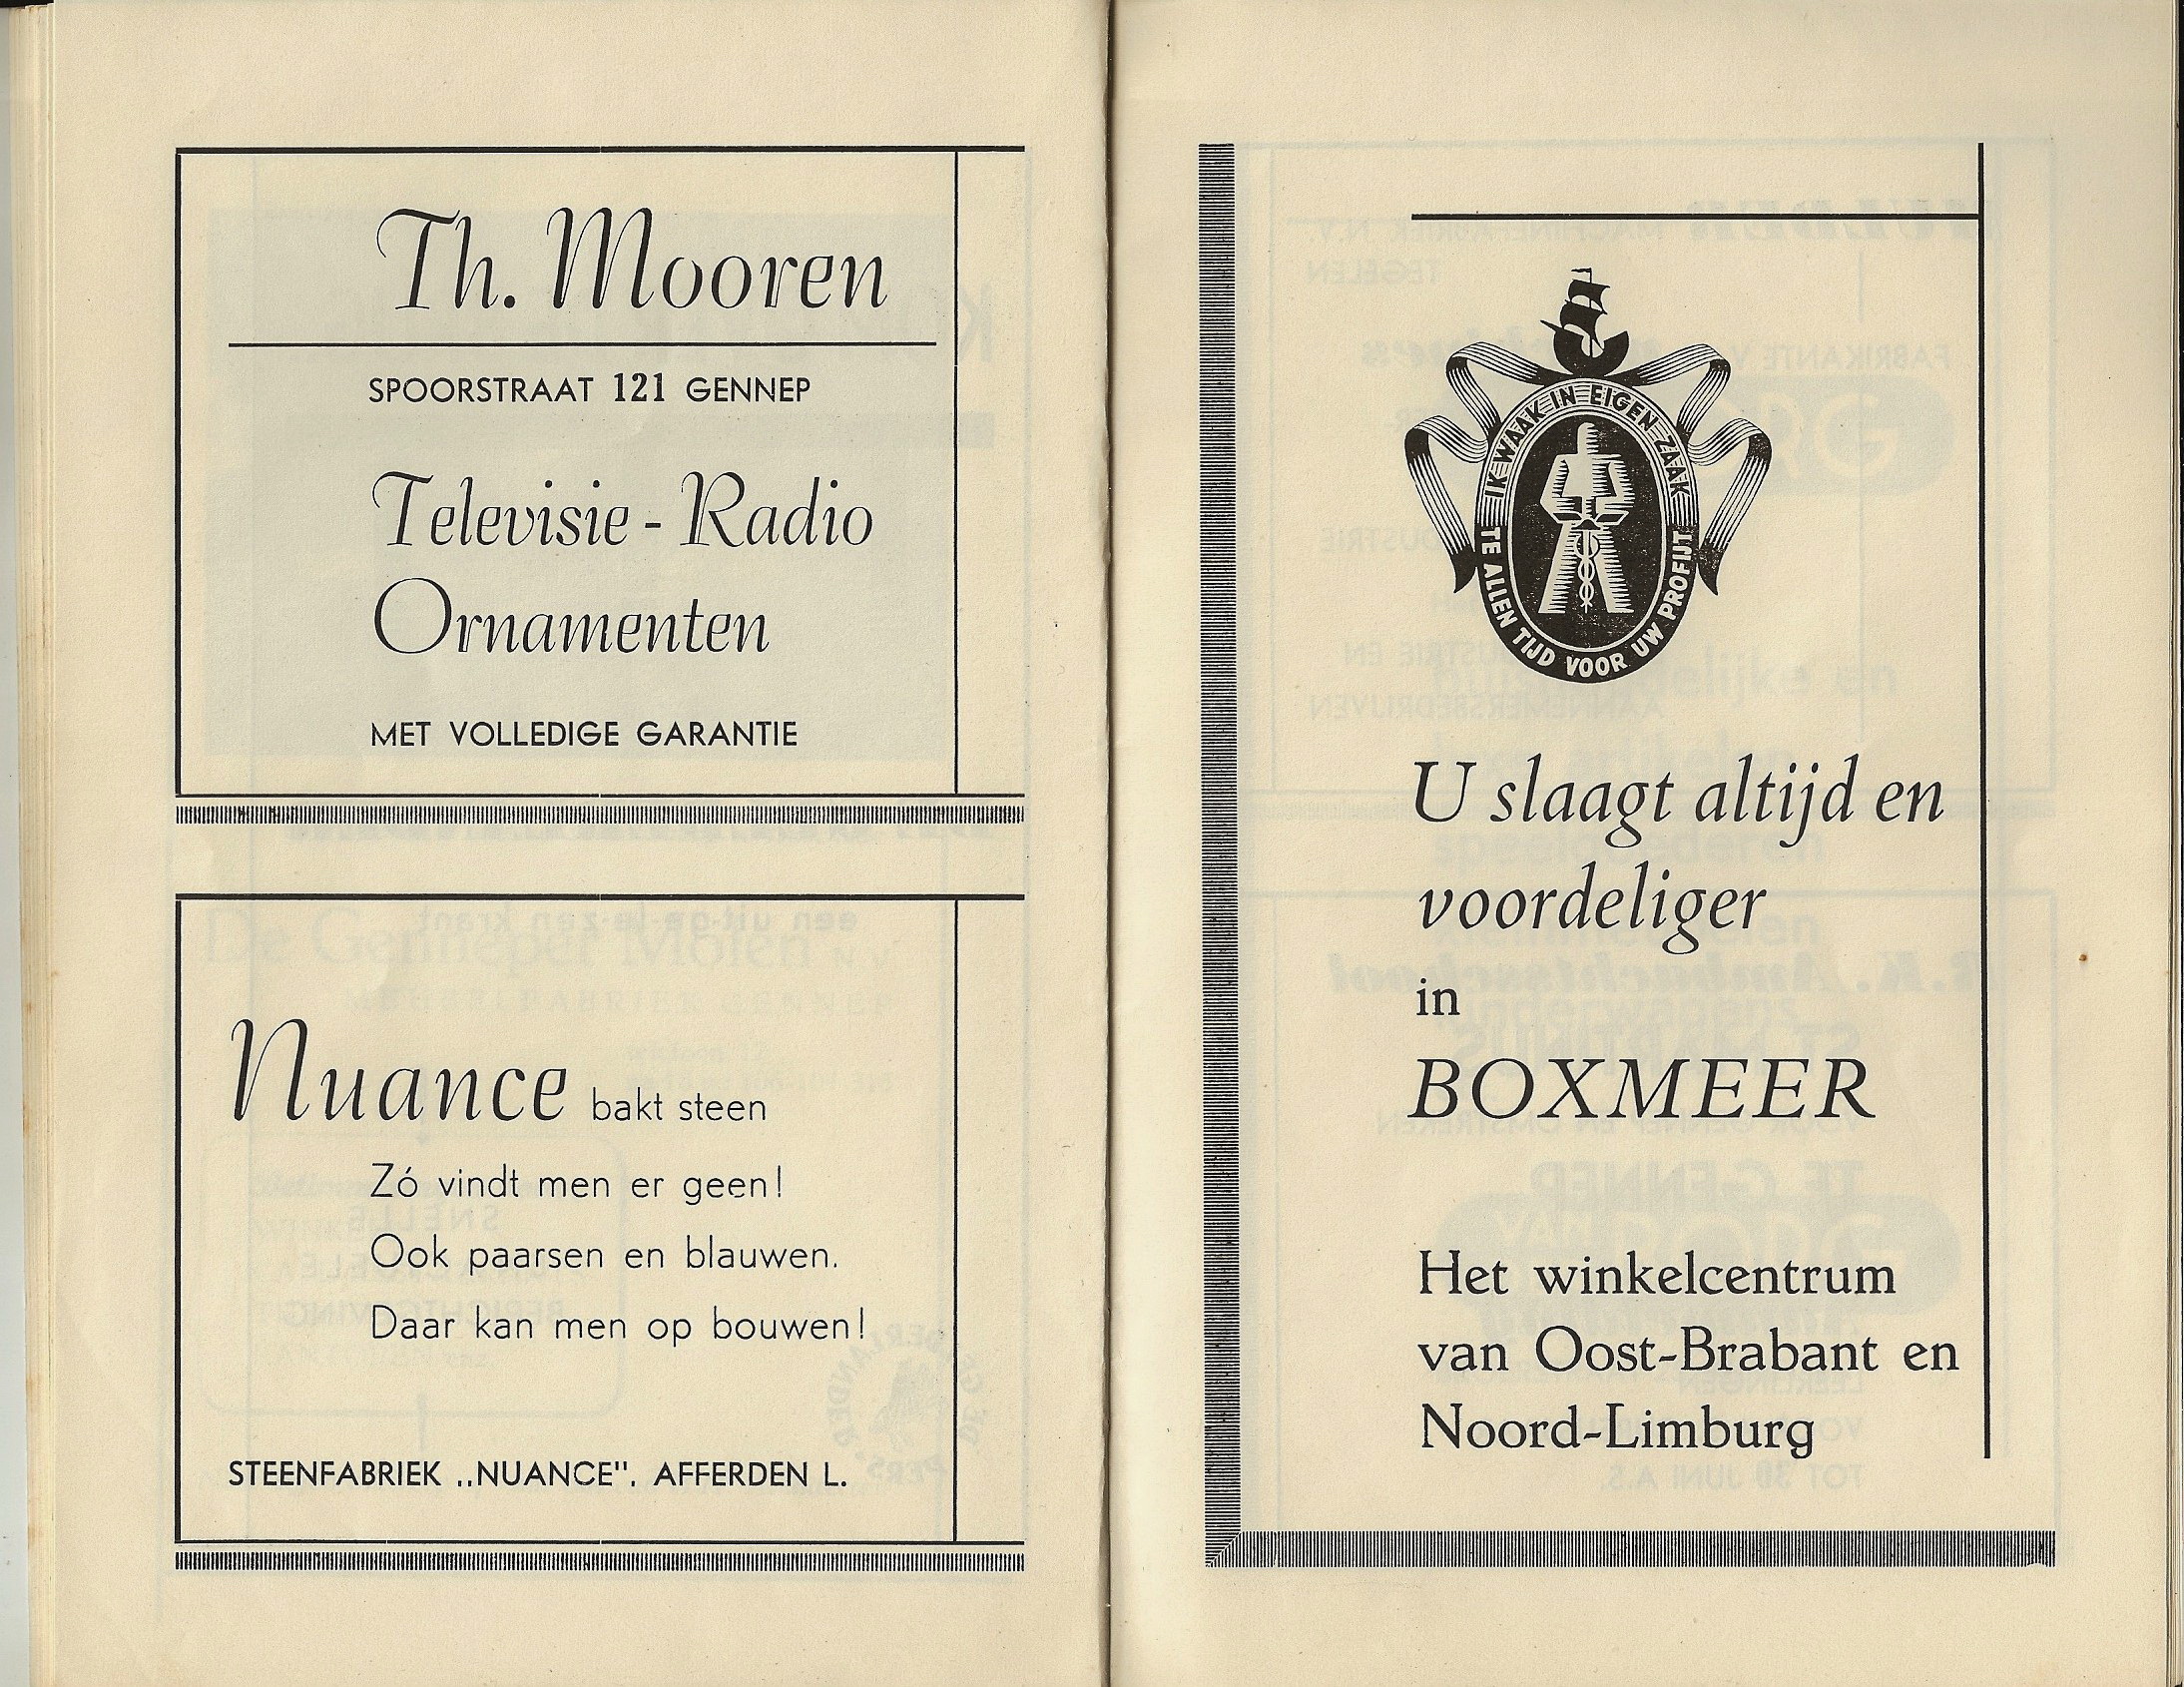 Th. Mooren
SPOORSTRAAT 121 GENNEP
Televisie - Radio
Ornamenten
MET VOLLEDIGE GARANTIE
Nuance bakt steen
Zó vindt men er geen!
Ook paarsen en blauwen.
Daar kan men op bouwen!
STEENFABRIEK „NUANCE". AFFERDEN L.
IK WAAK IN EIGEN ZAAK
TE ALLEN TIJD VOOR UW PROFIJT
U slaagt altijd en
voordeliger
in
BOXMEER
Het winkelcentrum
van Oost-Brabant en
Noord-Limburg